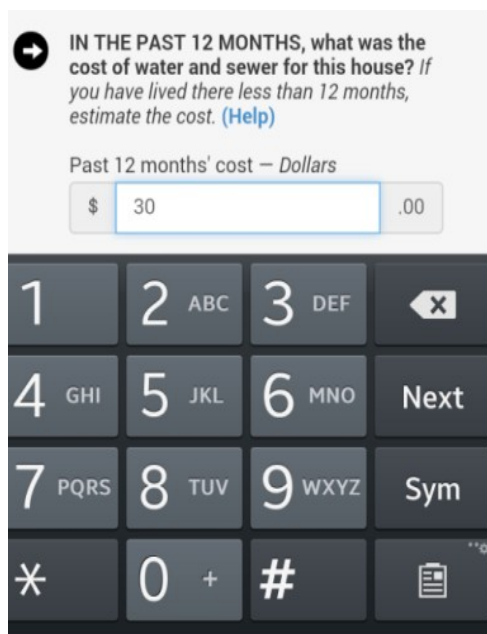 IN THE PAST 12 MONTHS, what was the
cost of water and sewer for this house? If
you have lived there less than 12 months,
estimate the cost. (Help)
Past 12 months' cost — Dollars
$ 30 .00
1 2 ABC 3 DEF
4 GHI 5 JKL 6 MNO Next
7 PQRS 8 TUV 9 WXYZ Sym
* 0 + #